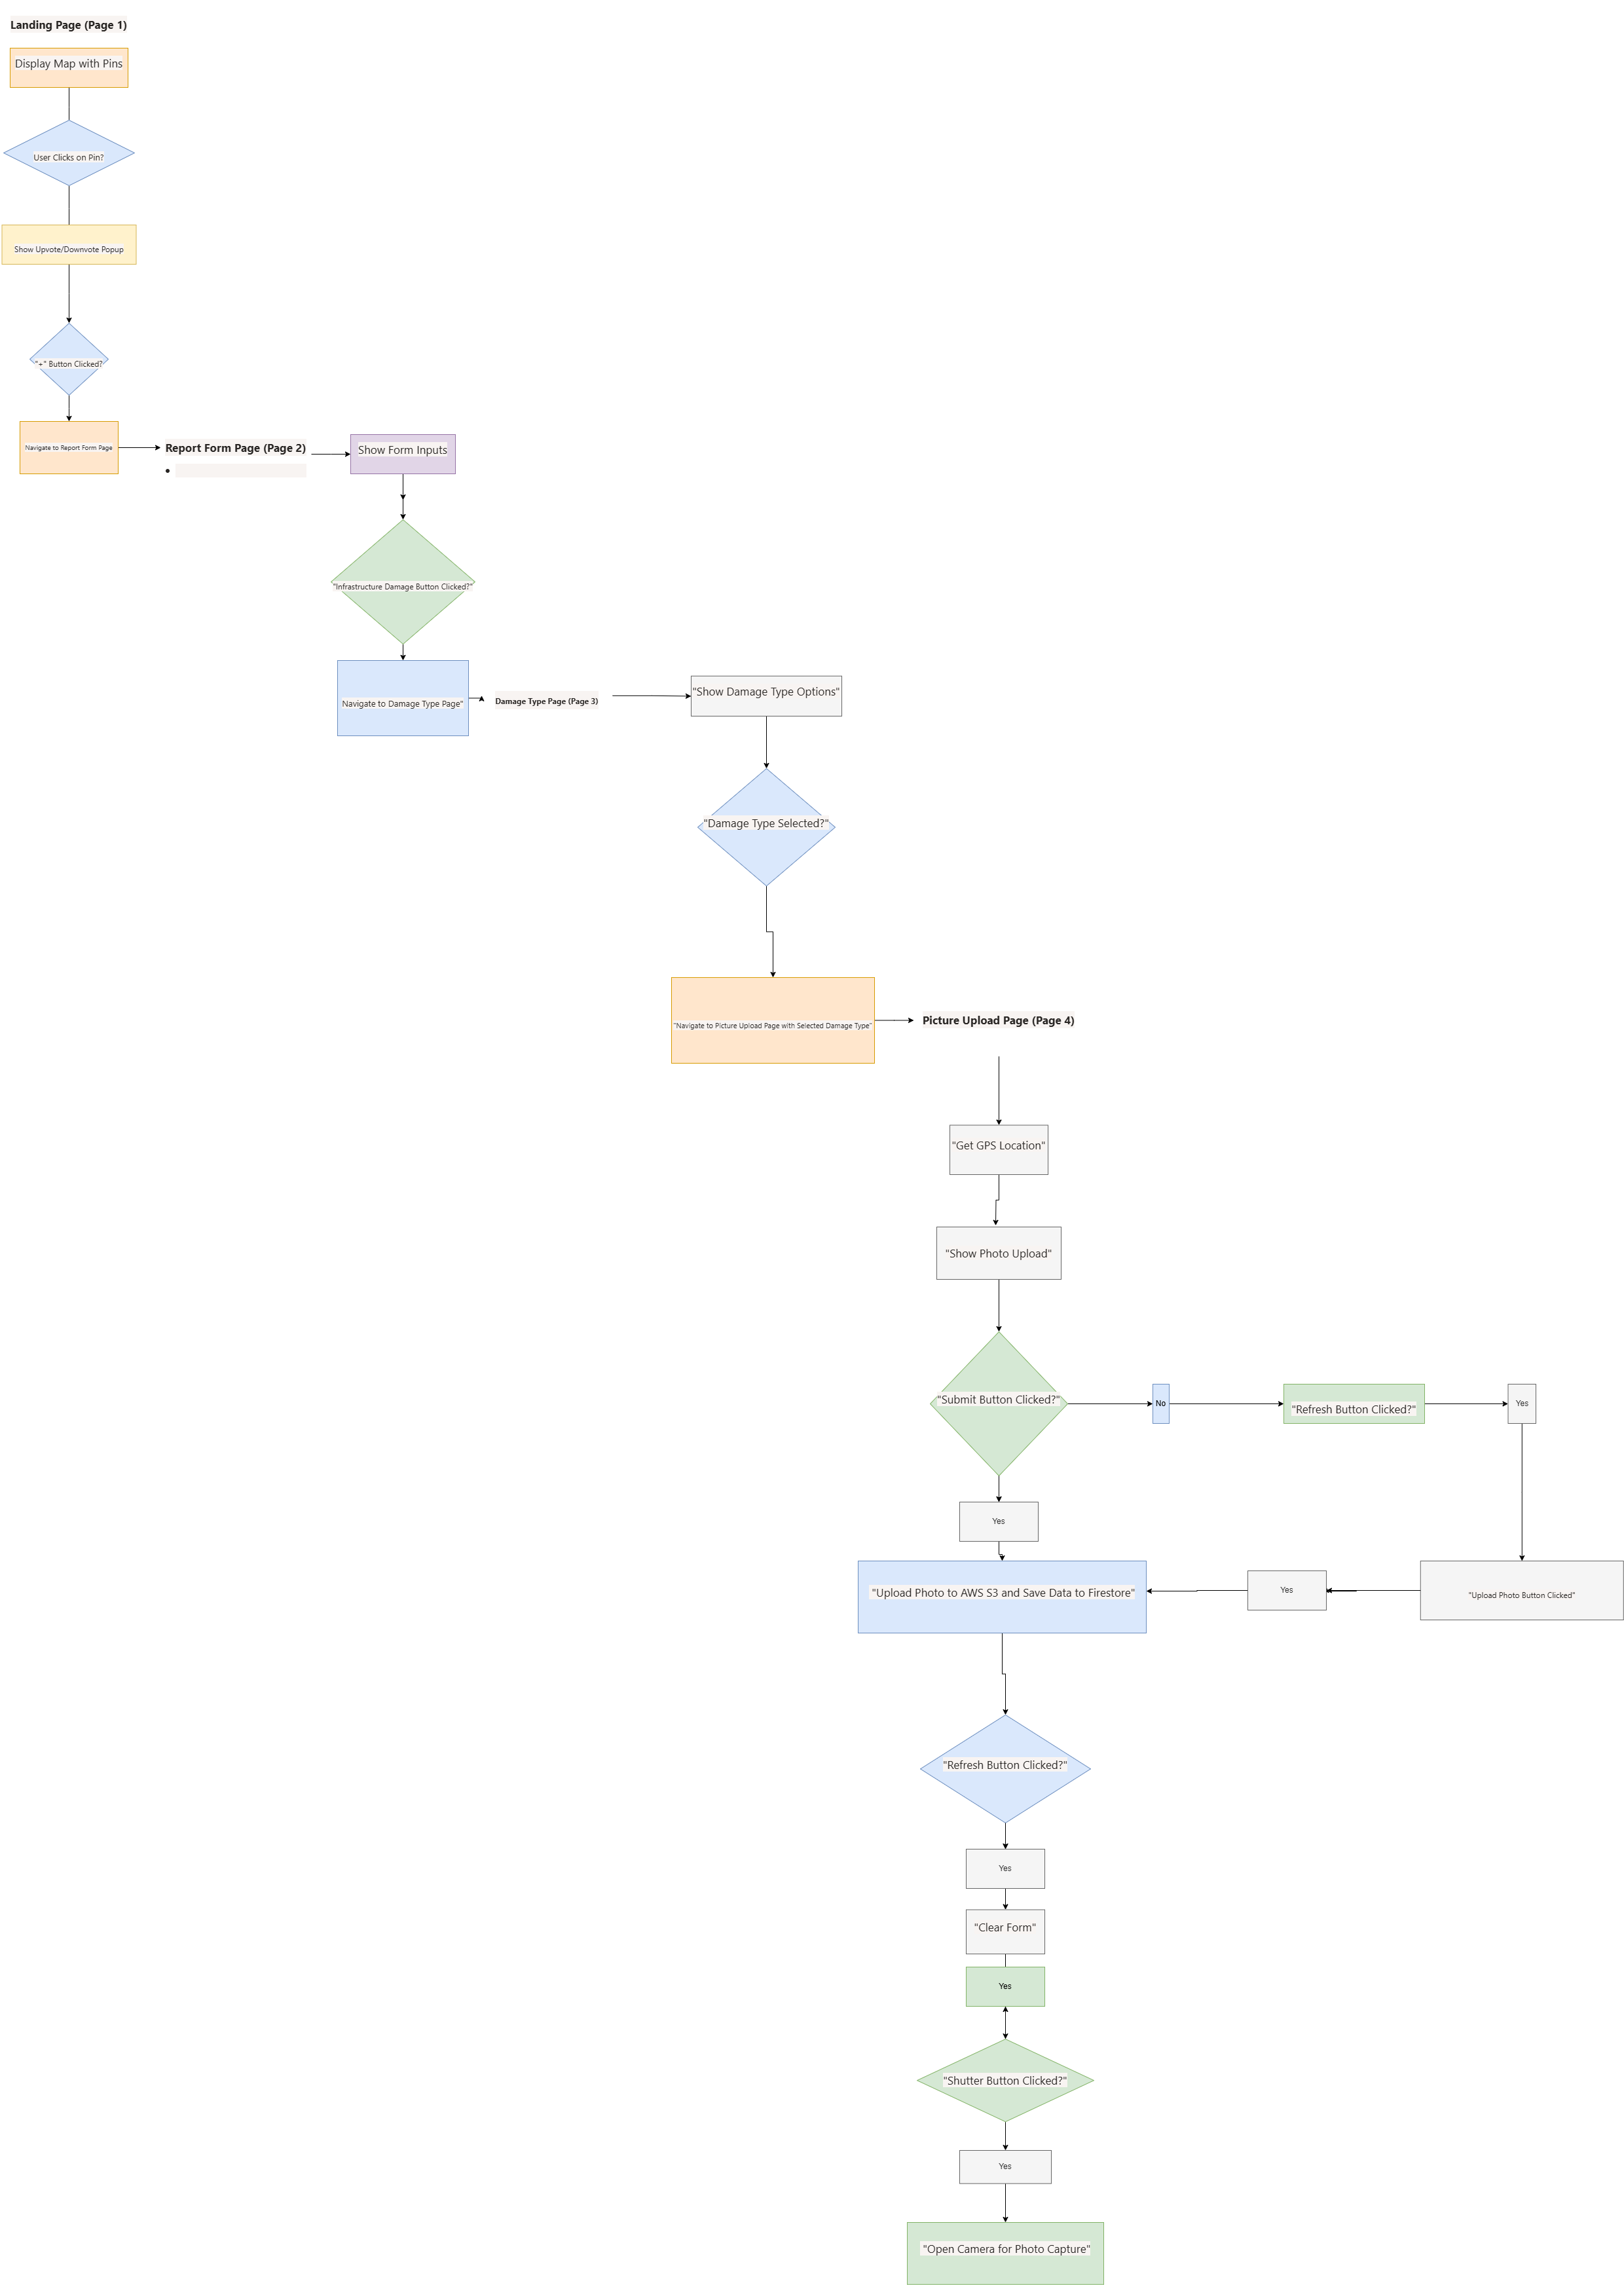 Landing Page (Page 1)
Display Map with Pins
User Clicks on Pin?
Show Upvote/Downvote Popup
"+" Button Clicked?
Navigate to Report Form Page
Report Form Page (Page 2)
Show Form Inputs
"Infrastructure Damage Button Clicked?"
Navigate to Damage Type Page"
Damage Type Page (Page 3)
"Show Damage Type Options"
"Damage Type Selected?"
"Navigate to Picture Upload Page with Selected Damage Type"
Picture Upload Page (Page 4)
"Get GPS Location"
"Show Photo Upload"
"Submit Button Clicked?"
No
"Refresh Button Clicked?"
Yes
Yes
"Upload Photo to AWS S3 and Save Data to Firestore"
Yes
"Upload Photo Button Clicked"
"Refresh Button Clicked?"
Yes
"Clear Form"
Yes
"Shutter Button Clicked?"
Yes
"Open Camera for Photo Capture"